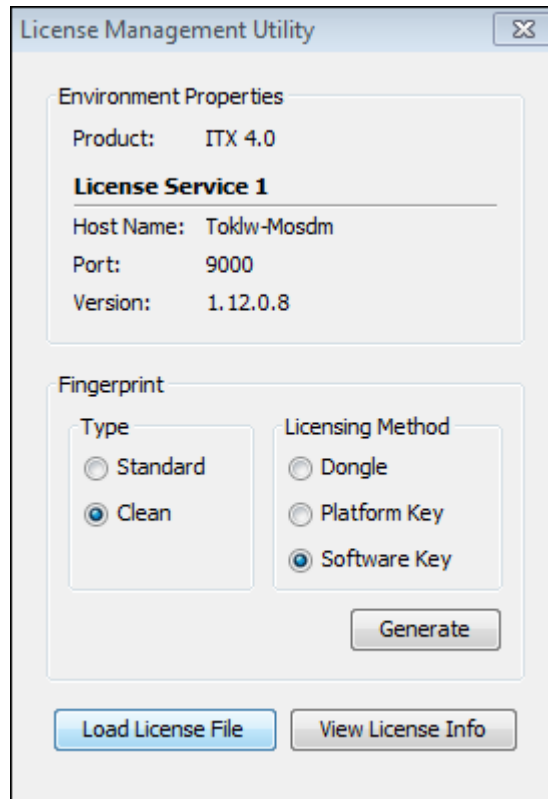 License Management Utility
Environment Properties
Product: ITX 4.0
License Service 1
Host Name: Toklw-Mosdm
Port: 9000
Version: 1.12.0.8
Fingerprint
Type
Standard
Clean
Licensing Method
Dongle
Platform Key
Software Key
Generate
Load License File
View License Info